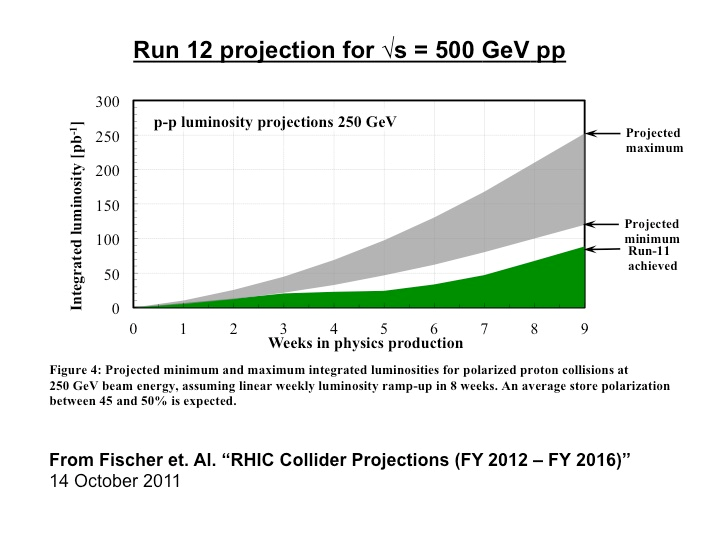 Run 12 projection for √s = 500 GeV pp
p-p luminosity projections 250 GeV
Integrated luminosity [pb⁻¹]
300
250
200
150
100
50
0
0 1 2 3 4 5 6 7 8 9
Weeks in physics production
Projected
maximum
Projected
minimum
Run-11
achieved
Figure 4: Projected minimum and maximum integrated luminosities for polarized proton collisions at
250 GeV beam energy, assuming linear weekly luminosity ramp-up in 8 weeks. An average store polarization
between 45 and 50% is expected.
From Fischer et. Al. “RHIC Collider Projections (FY 2012 – FY 2016)”
14 October 2011